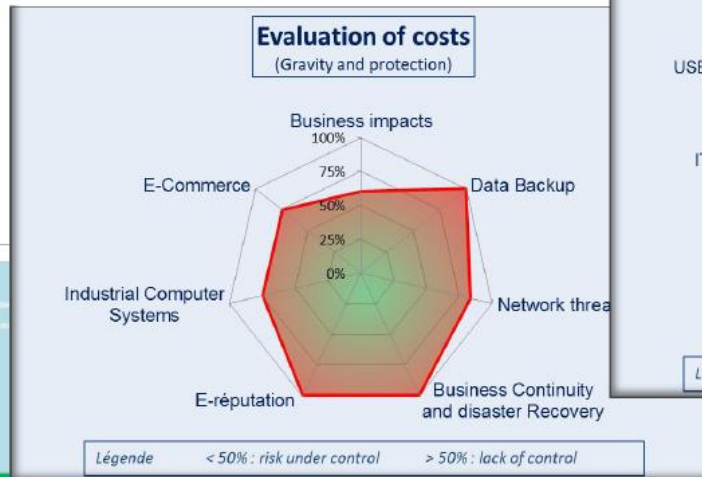 Evaluation of costs
(Gravity and protection)
Business impacts
100%
E-Commerce
75%
Data Backup
50%
25%
0%
Industrial Computer
Systems
Network
E-réputation
Business Continuity
and disaster Recovery
Légende < 50% : risk under control > 50% : lack of control